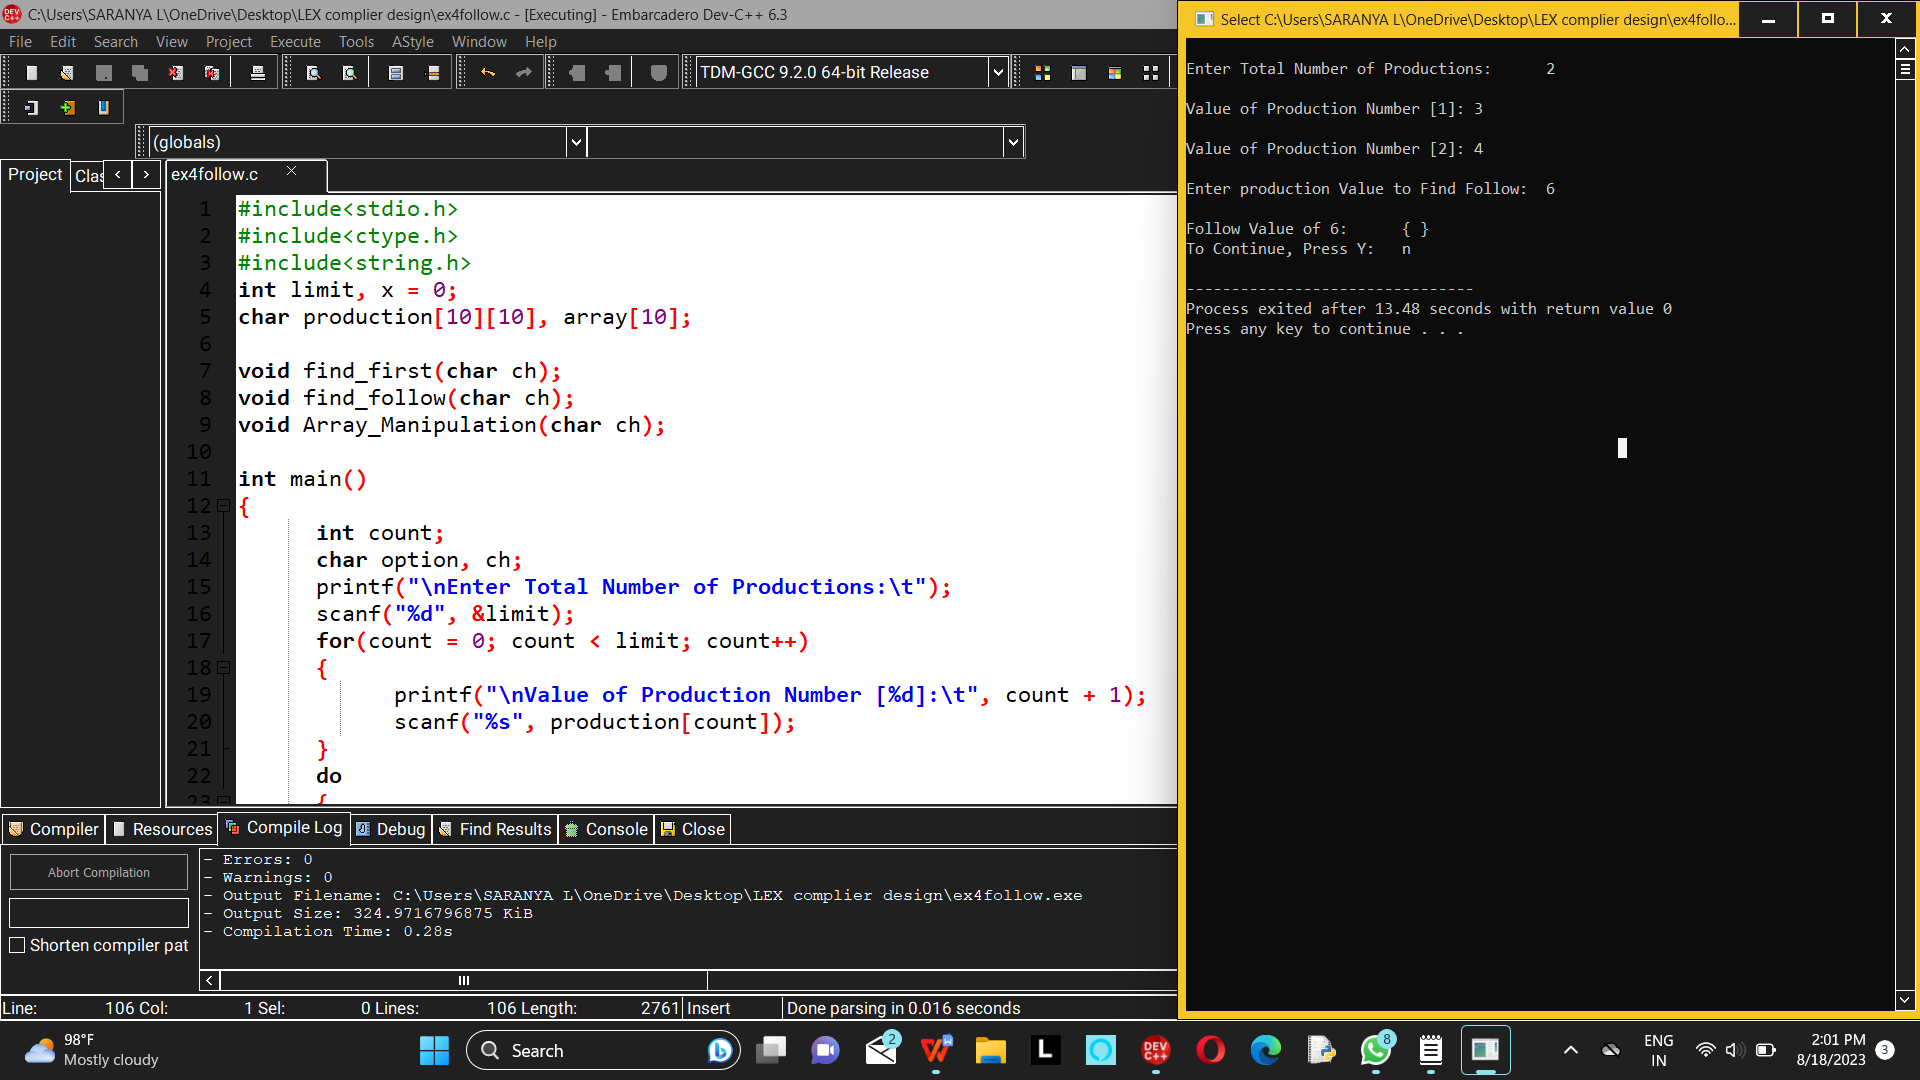 C:\Users\SARANYA L\OneDrive\Desktop\LEX complier design\ex4follow.c - [Executing] - Embarcadero Dev-C++ 6.3
File Edit Search View Project Execute Tools AStyle Window Help
TDM-GCC 9.2.0 64-bit Release
(globals)
Project Clas
ex4follow.c
1 #include<stdio.h>
2 #include<ctype.h>
3 #include<string.h>
4 int limit, x = 0;
5 char production[10][10], array[10];
6
7 void find_first(char ch);
8 void find_follow(char ch);
9 void Array_Manipulation(char ch);
10
11 int main()
12 {
13 int count;
14 char option, ch;
15 printf("\nEnter Total Number of Productions:\t");
16 scanf("%d", &limit);
17 for(count = 0; count < limit; count++)
18 {
19 printf("\nValue of Production Number [%d]:\t", count + 1);
20 scanf("%s", production[count]);
21 }
22 do
23 {
Compiler Resources Compile Log Debug Find Results Console Close
Abort Compilation
Shorten compiler pat
- Errors: 0
- Warnings: 0
- Output Filename: C:\Users\SARANYA L\OneDrive\Desktop\LEX complier design\ex4follow.exe
- Output Size: 324.9716796875 KiB
- Compilation Time: 0.28s
Line: 106 Col: 1 Sel: 0 Lines: 106 Length: 2761 Insert Done parsing in 0.016 seconds
Select C:\Users\SARANYA L\OneDrive\Desktop\LEX complier design\ex4follo...
Enter Total Number of Productions: 2
Value of Production Number [1]: 3
Value of Production Number [2]: 4
Enter production Value to Find Follow: 6
Follow Value of 6: { }
To Continue, Press Y: n
--------------------------------
Process exited after 13.48 seconds with return value 0
Press any key to continue . . .
98°F
Mostly cloudy
Search
2
DEV C++
8
ENG
IN
2:01 PM
8/18/2023
3